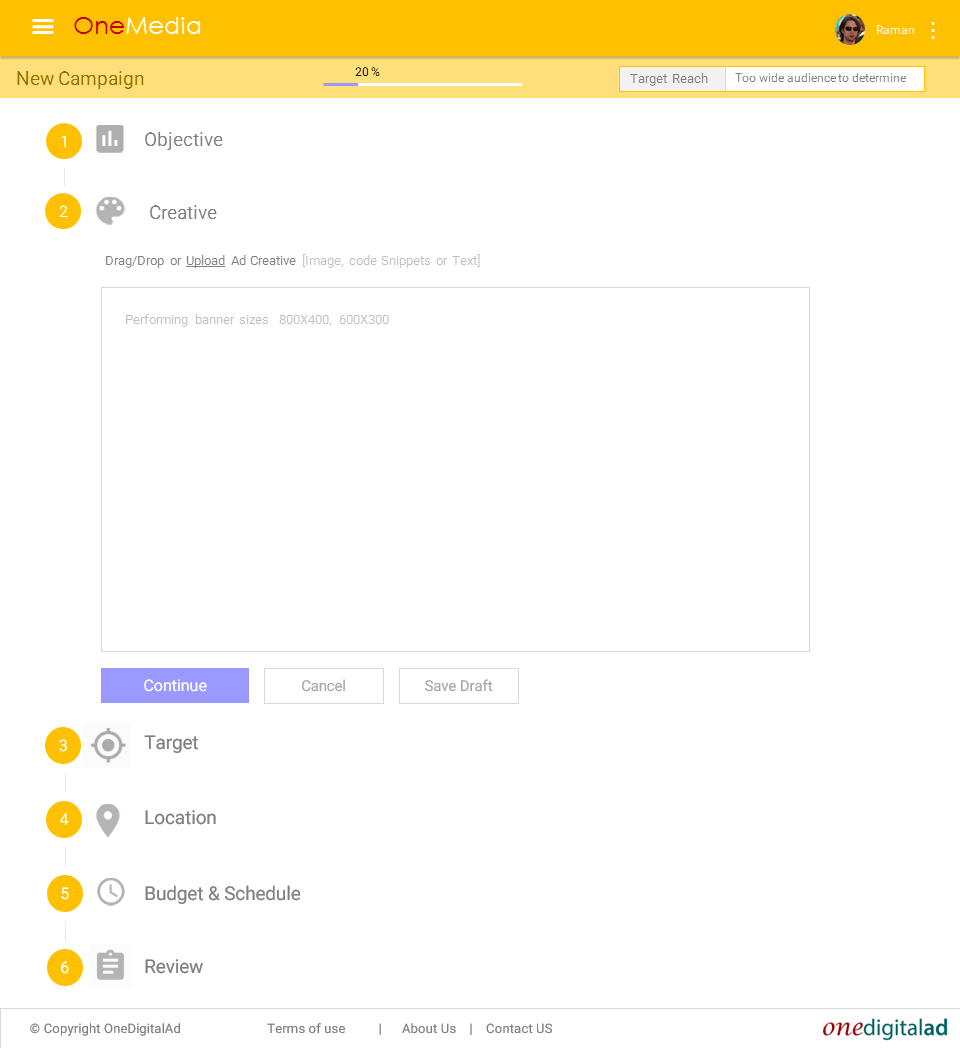 OneMedia
Raman
New Campaign
20 %
Target Reach
Too wide audience to determine
1 Objective
2 Creative
Drag/Drop or Upload Ad Creative [Image, code Snippets or Text]
Performing banner sizes 800X400, 600X300
Continue
Cancel
Save Draft
3 Target
4 Location
5 Budget & Schedule
6 Review
© Copyright OneDigitalAd
Terms of use | About Us | Contact US
onedigitalad